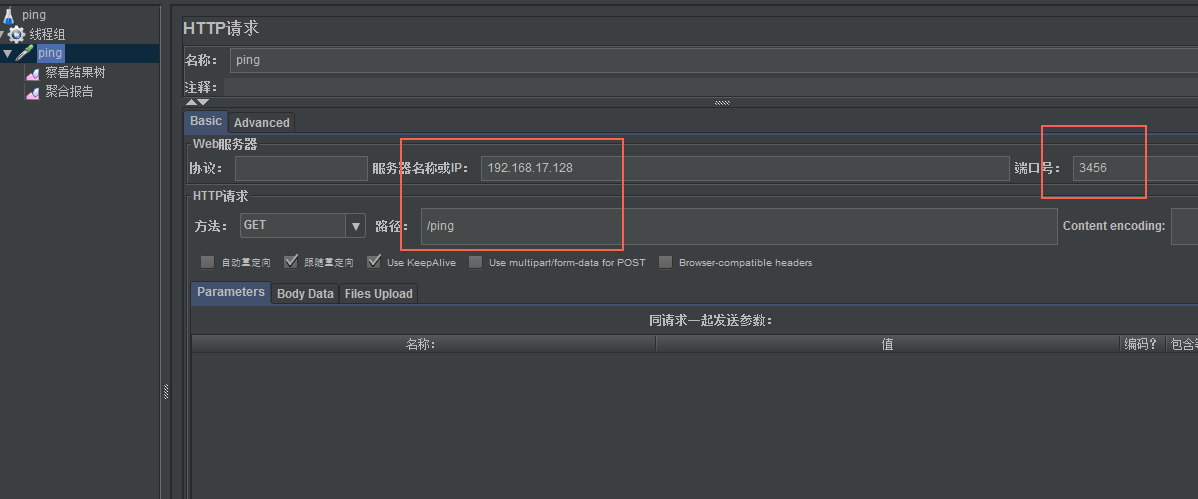 ping
线程组
ping
察看结果树
聚合报告
HTTP请求
名称： ping
注释：
Basic Advanced
Web服务器
协议： 服务器名称或IP： 192.168.17.128 端口号： 3456
HTTP请求
方法： GET 路径： /ping Content encoding:
自动重定向 跟随重定向 Use KeepAlive Use multipart/form-data for POST Browser-compatible headers
Parameters Body Data Files Upload
同请求一起发送参数：
名称： 值 编码？ 包含